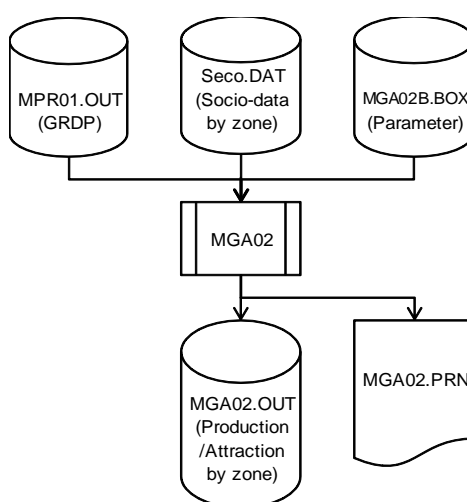 MPR01.OUT
(GRDP)
Seco.DAT
(Socio-data
by zone)
MGA02B.BOX
(Parameter)
MGA02
MGA02.OUT
(Production
/Attraction
by zone)
MGA02.PRN